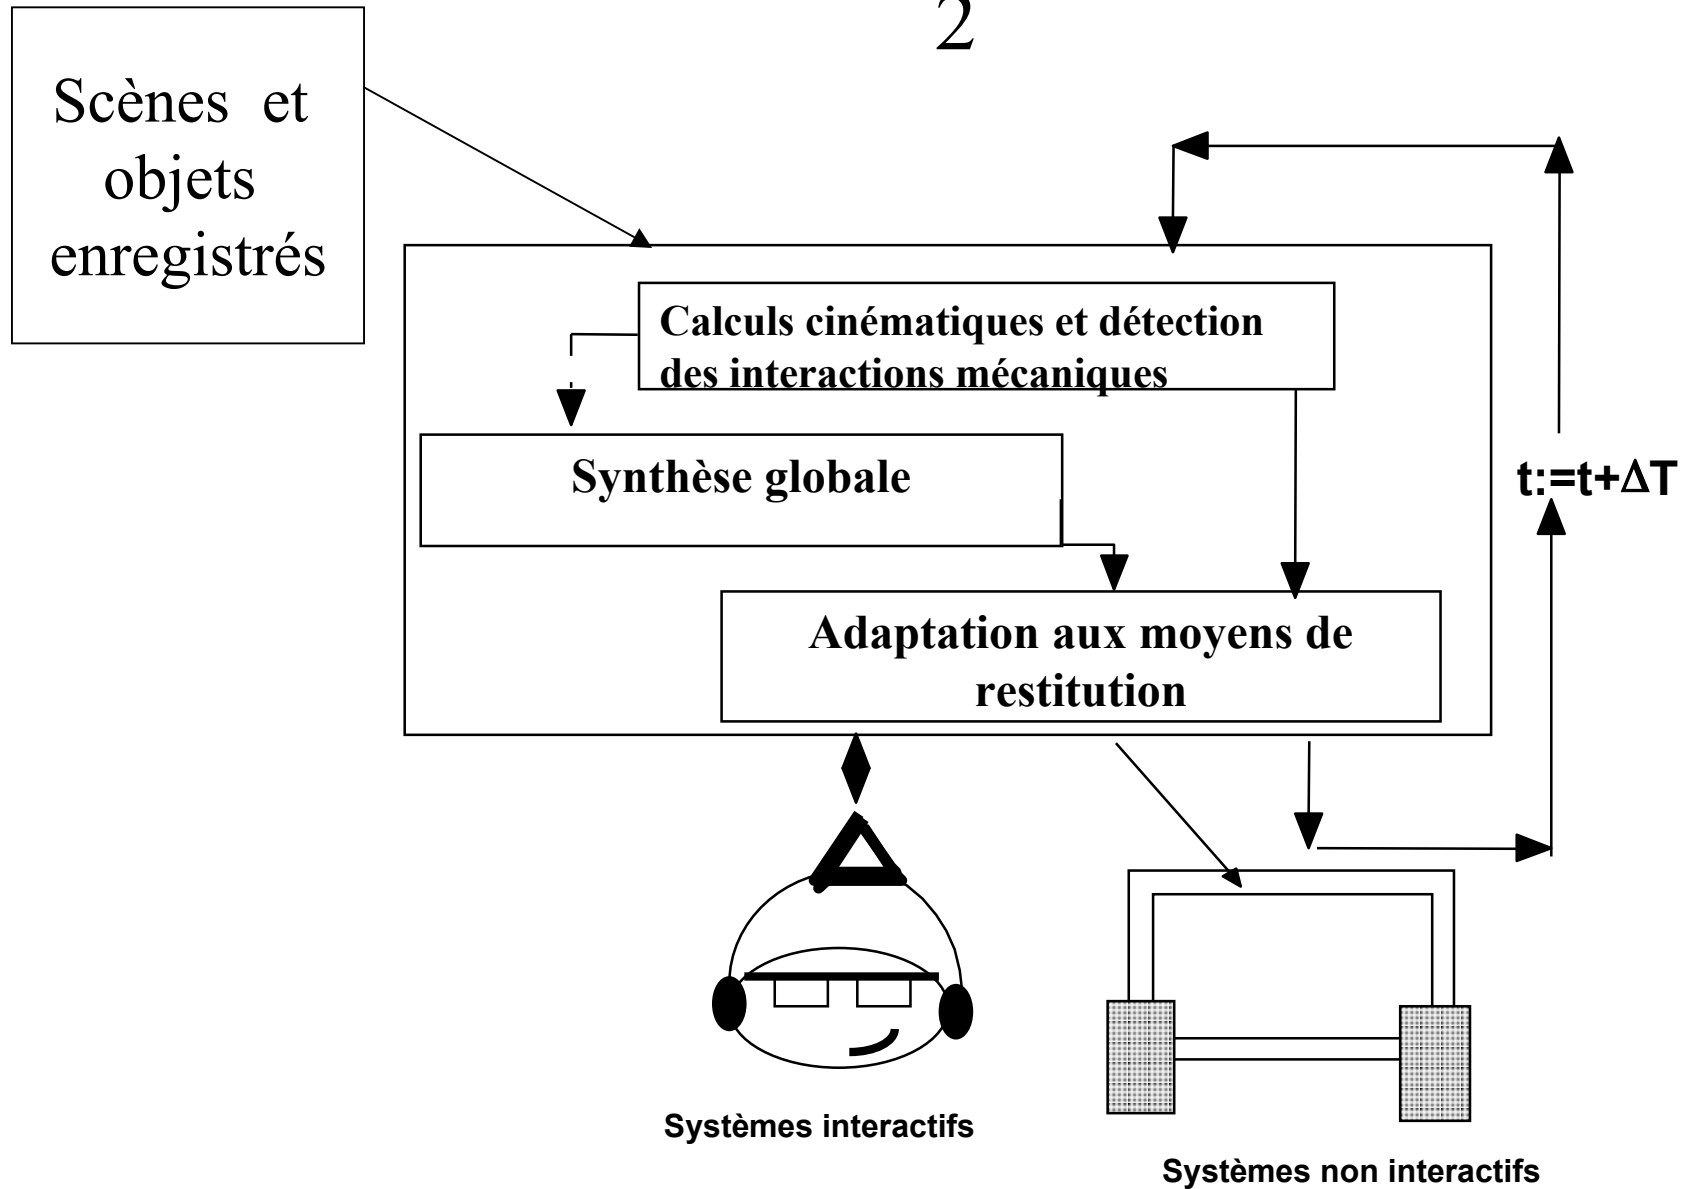 2
Scènes et
objets
enregistrés
Calculs cinématiques et détection
des interactions mécaniques
Synthèse globale
t:=t+ΔT
Adaptation aux moyens de
restitution
Systèmes interactifs
Systèmes non interactifs